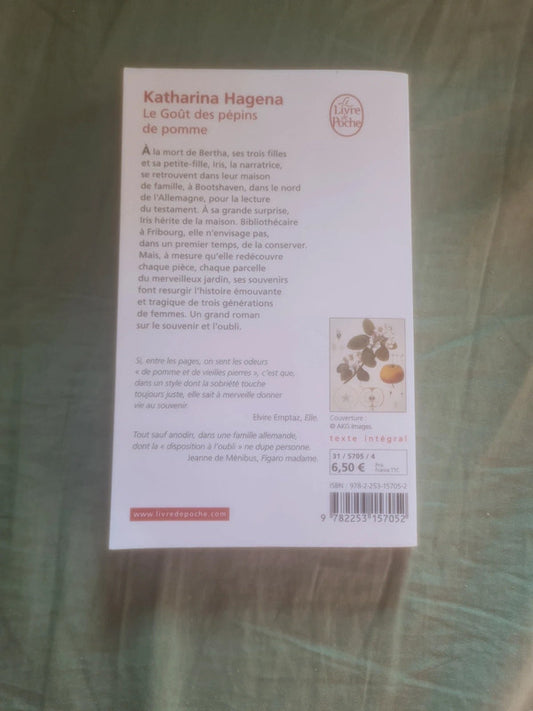 Katharina Hagena
Le Goût des pépins
de pomme
Le
Livre
de
Poche
À la mort de Bertha, ses trois filles
et sa petite-fille, Iris, la narratrice,
se retrouvent dans leur maison
de famille, à Bootshaven, dans le nord
de l'Allemagne, pour la lecture
du testament. À sa grande surprise,
Iris hérite de la maison. Bibliothécaire
à Fribourg, elle n'envisage pas,
dans un premier temps, de la conserver.
Mais, à mesure qu'elle redécouvre
chaque pièce, chaque parcelle
du merveilleux jardin, ses souvenirs
font resurgir l'histoire émouvante
et tragique de trois générations
de femmes. Un grand roman
sur le souvenir et l'oubli.
Si, entre les pages, on sent les odeurs
« de pomme et de vieilles pierres », c'est que,
dans un style dont la sobriété touche
toujours juste, elle sait à merveille donner
vie au souvenir.
Elvire Emptaz, Elle.
Tout sauf anodin, dans une famille allemande,
dont la « disposition à l'oubli » ne dupe personne.
Jeanne de Ménibus, Figaro madame.
www.livredepoche.com
Couverture :
© AKG-Images.
texte intégral
31 / 5705 / 4
6,50 € Prix
France TTC
ISBN : 978-2-253-15705-2
9 782253 157052